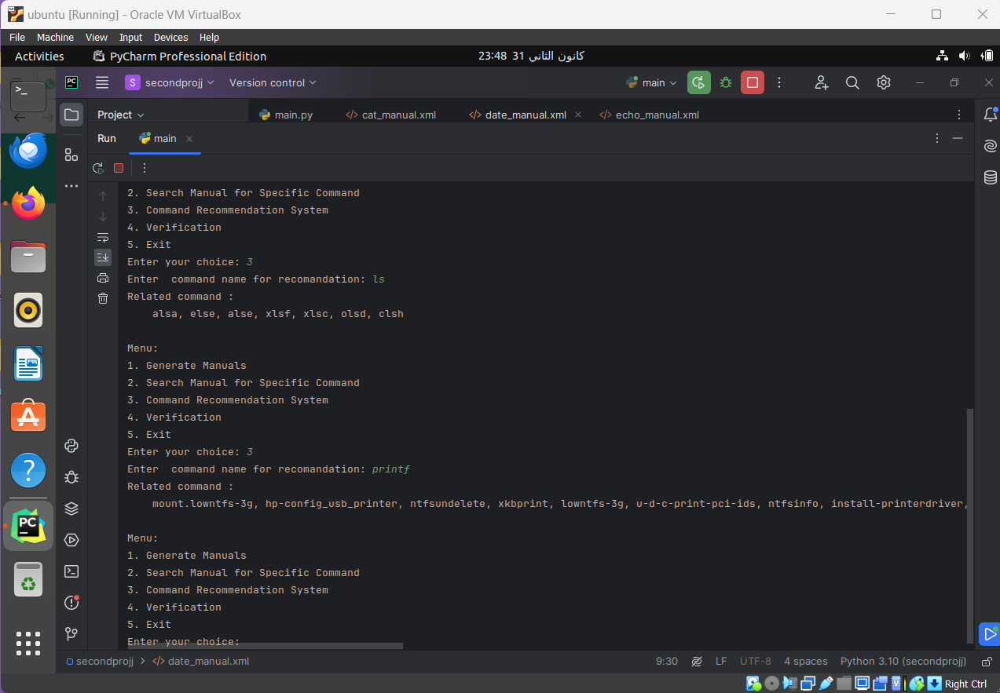 ubuntu [Running] - Oracle VM VirtualBox
File Machine View Input Devices Help
Activities PyCharm Professional Edition 23:48 31 كانون الثاني
PC S secondprojj Version control main
Project main.py </> cat_manual.xml </> date_manual.xml </> echo_manual.xml
Run main
2. Search Manual for Specific Command
3. Command Recommendation System
4. Verification
5. Exit
Enter your choice: 3
Enter  command name for recomandation: ls
Related command :
alsa, else, alse, xlsf, xlsc, olsd, clsh
Menu:
1. Generate Manuals
2. Search Manual for Specific Command
3. Command Recommendation System
4. Verification
5. Exit
Enter your choice: 3
Enter  command name for recomandation: printf
Related command :
mount.lowntfs-3g, hp-config_usb_printer, ntfsundelete, xkbprint, lowntfs-3g, u-d-c-print-pci-ids, ntfsinfo, install-printerdriver,
Menu:
1. Generate Manuals
2. Search Manual for Specific Command
3. Command Recommendation System
4. Verification
5. Exit
Enter your choice:
PC
secondprojj > </> date_manual.xml 9:30 LF UTF-8 4 spaces Python 3.10 (secondprojj)
Right Ctrl